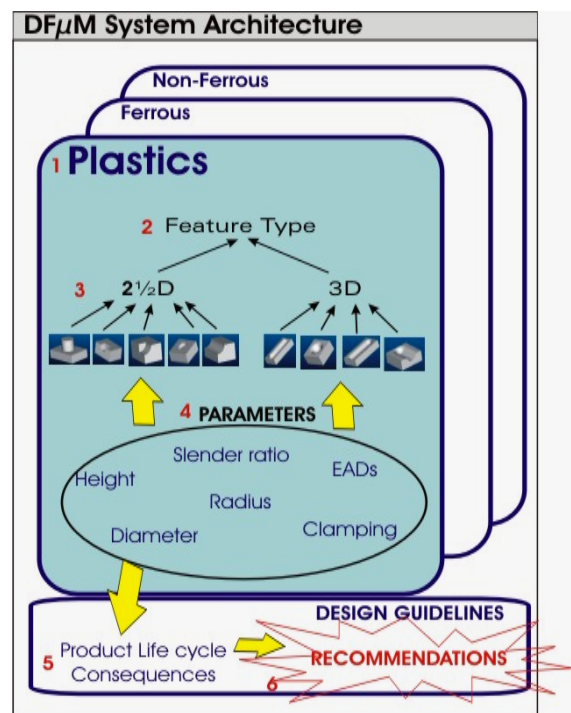 DFμM System Architecture
Non-Ferrous
Ferrous
1 Plastics
2 Feature Type
3 2½D 3D
4 PARAMETERS
Slender ratio
Height EADs
Radius
Diameter Clamping
DESIGN GUIDELINES
5 Product Life cycle
Consequences
RECOMMENDATIONS
6